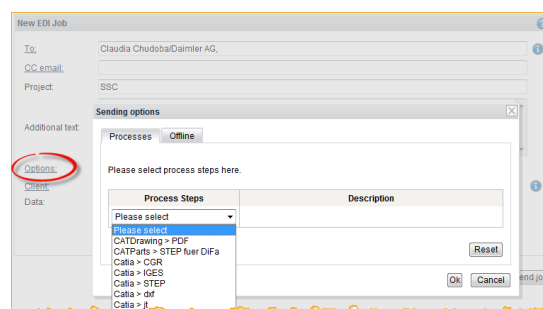 New EDI Job
To: Claudia Chudoba/Daimler AG,
CC email:
Project: SSC
Additional text:
Options:
Client:
Data:
Sending options
Processes Offline
Please select process steps here.
Process Steps Description
Please select
Please select
CATDrawing > PDF
CATParts > STEP fuer DiFa
Catia > CGR
Catia > IGES
Catia > STEP
Catia > dxf
Catia > jt
Reset
Ok Cancel
end jo